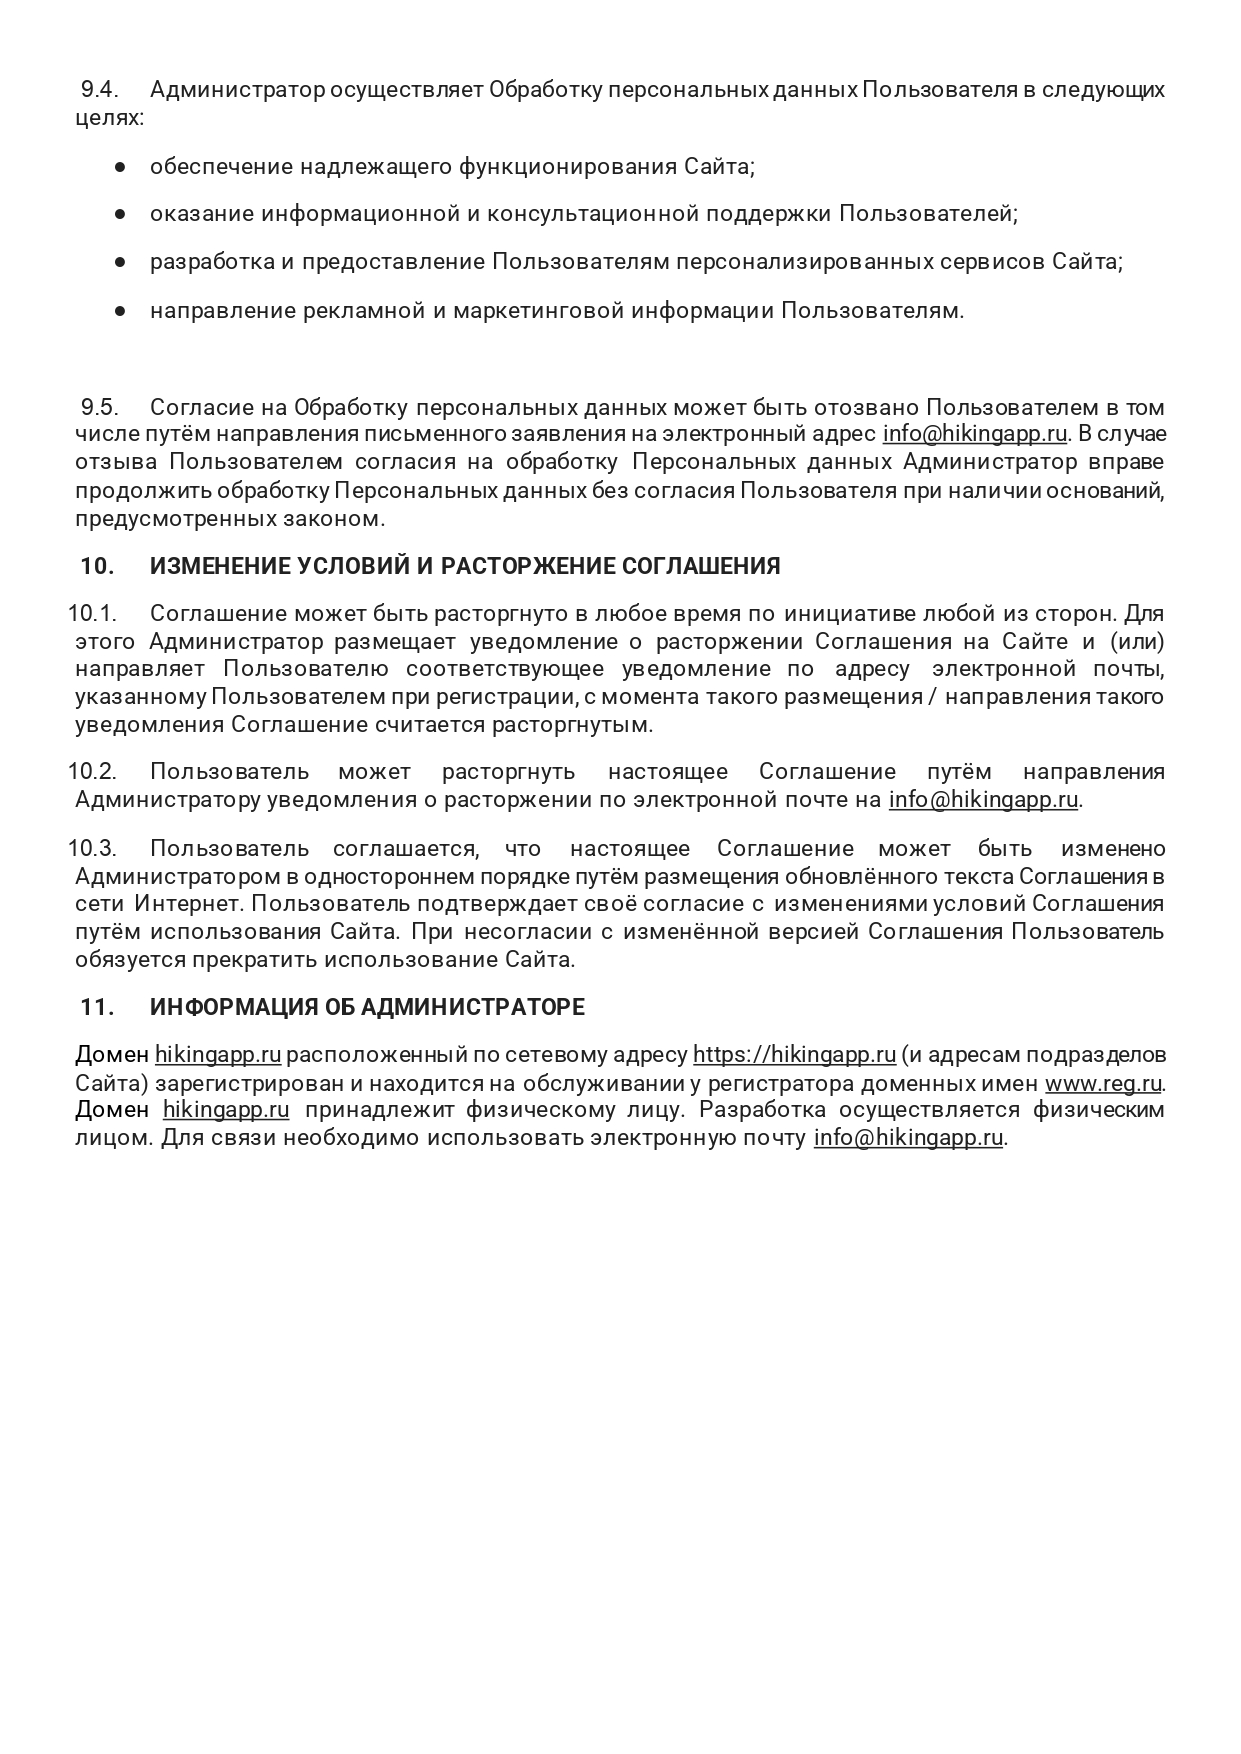 9.4. Администратор осуществляет Обработку персональных данных Пользователя в следующих
целях:
● обеспечение надлежащего функционирования Сайта;
● оказание информационной и консультационной поддержки Пользователей;
● разработка и предоставление Пользователям персонализированных сервисов Сайта;
● направление рекламной и маркетинговой информации Пользователям.
9.5. Согласие на Обработку персональных данных может быть отозвано Пользователем в том
числе путём направления письменного заявления на электронный адрес info@hikingapp.ru. В случае
отзыва Пользователем согласия на обработку Персональных данных Администратор вправе
продолжить обработку Персональных данных без согласия Пользователя при наличии оснований,
предусмотренных законом.
10. ИЗМЕНЕНИЕ УСЛОВИЙ И РАСТОРЖЕНИЕ СОГЛАШЕНИЯ
10.1. Соглашение может быть расторгнуто в любое время по инициативе любой из сторон. Для
этого Администратор размещает уведомление о расторжении Соглашения на Сайте и (или)
направляет Пользователю соответствующее уведомление по адресу электронной почты,
указанному Пользователем при регистрации, с момента такого размещения / направления такого
уведомления Соглашение считается расторгнутым.
10.2. Пользователь может расторгнуть настоящее Соглашение путём направления
Администратору уведомления о расторжении по электронной почте на info@hikingapp.ru.
10.3. Пользователь соглашается, что настоящее Соглашение может быть изменено
Администратором в одностороннем порядке путём размещения обновлённого текста Соглашения в
сети Интернет. Пользователь подтверждает своё согласие с изменениями условий Соглашения
путём использования Сайта. При несогласии с изменённой версией Соглашения Пользователь
обязуется прекратить использование Сайта.
11. ИНФОРМАЦИЯ ОБ АДМИНИСТРАТОРЕ
Домен hikingapp.ru расположенный по сетевому адресу https://hikingapp.ru (и адресам подразделов
Сайта) зарегистрирован и находится на обслуживании у регистратора доменных имен www.reg.ru.
Домен hikingapp.ru принадлежит физическому лицу. Разработка осуществляется физическим
лицом. Для связи необходимо использовать электронную почту info@hikingapp.ru.